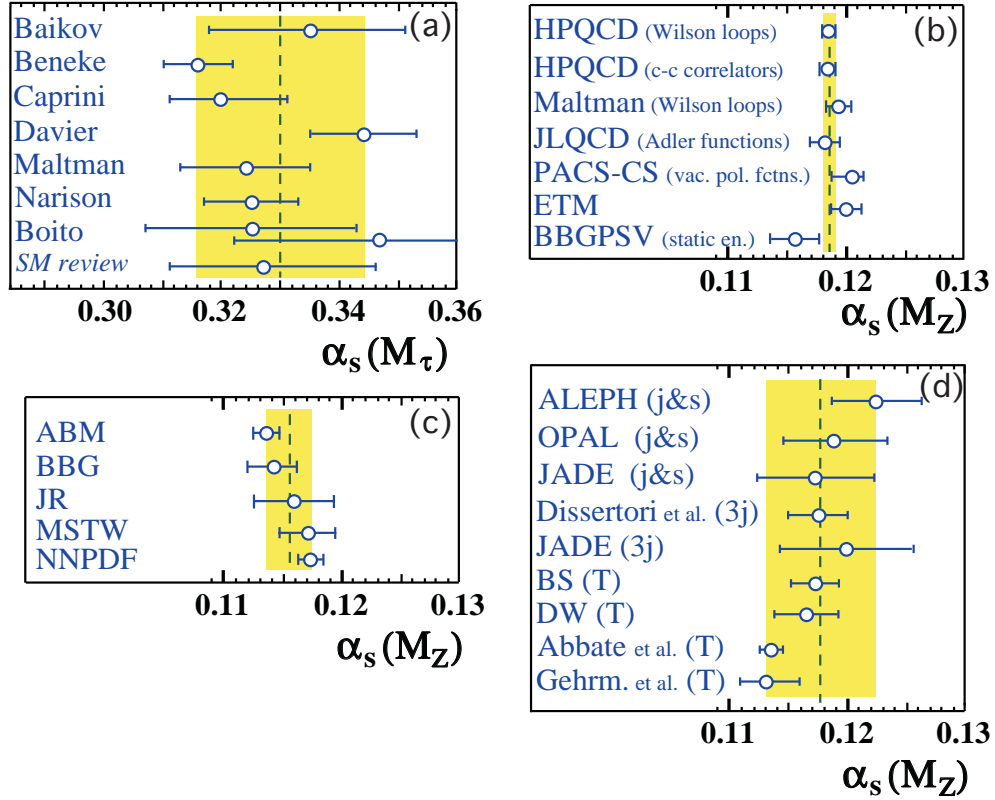 (a)
Baikov
Beneke
Caprini
Davier
Maltman
Narison
Boito
SM review
0.30 0.32 0.34 0.36
αs(Mτ)
(b)
HPQCD (Wilson loops)
HPQCD (c-c correlators)
Maltman (Wilson loops)
JLQCD (Adler functions)
PACS-CS (vac. pol. fctns.)
ETM
BBGPSV (static en.)
0.11 0.12 0.13
αs(MZ)
(c)
ABM
BBG
JR
MSTW
NNPDF
0.11 0.12 0.13
αs(MZ)
(d)
ALEPH (j&s)
OPAL (j&s)
JADE (j&s)
Dissertori et al. (3j)
JADE (3j)
BS (T)
DW (T)
Abbate et al. (T)
Gehrm. et al. (T)
0.11 0.12 0.13
αs(MZ)